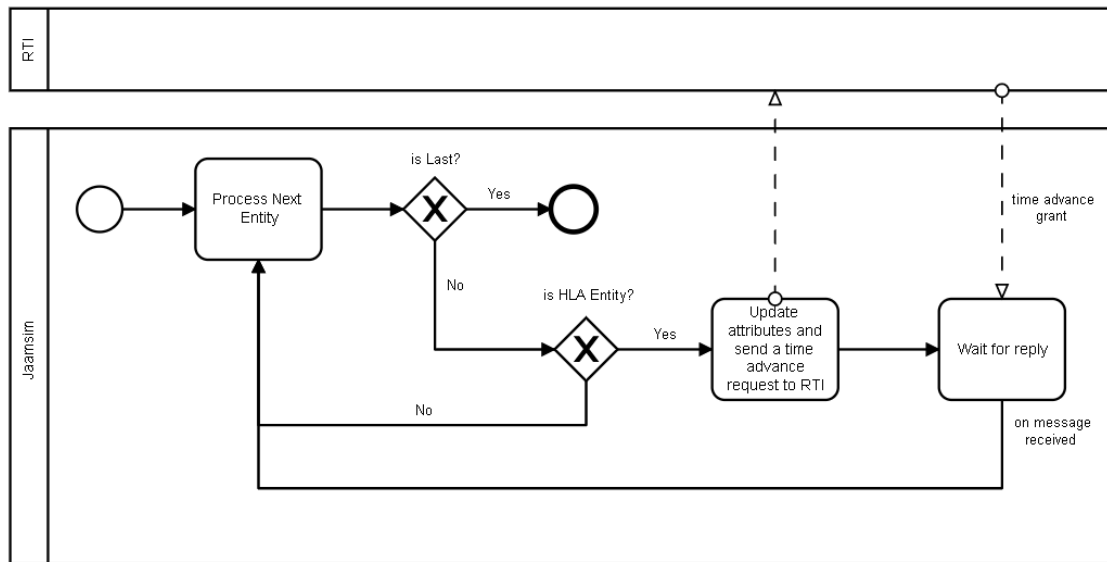 RTI
Jaamsim
is Last?
Process Next
Entity
X
Yes
time advance
grant
No
is HLA Entity?
X
Yes
Update
attributes and
send a time
advance
request to RTI
Wait for reply
No
on message
received